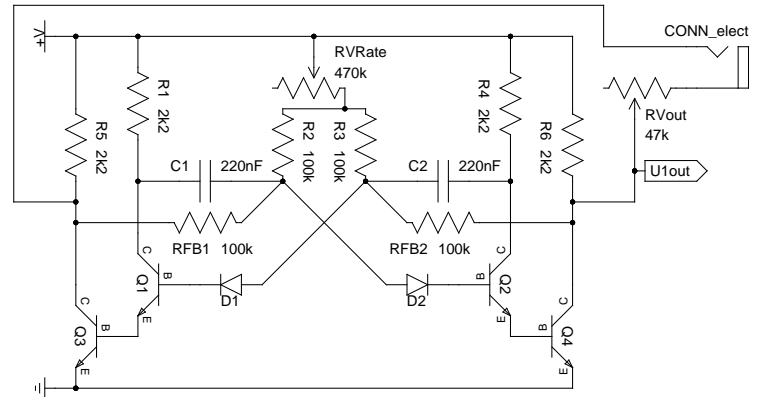 CONN_elect
V+
RVRate
470k
R1 2k2
R4 2k2
R5 2k2
R6 2k2
R2 100k
R3 100k
RVout
47k
C1 220nF
C2 220nF
U1out
RFB1 100k
RFB2 100k
C
C
Q1
B
B
Q2
D1
D2
E
E
C
C
Q3
B
B
Q4
E
E